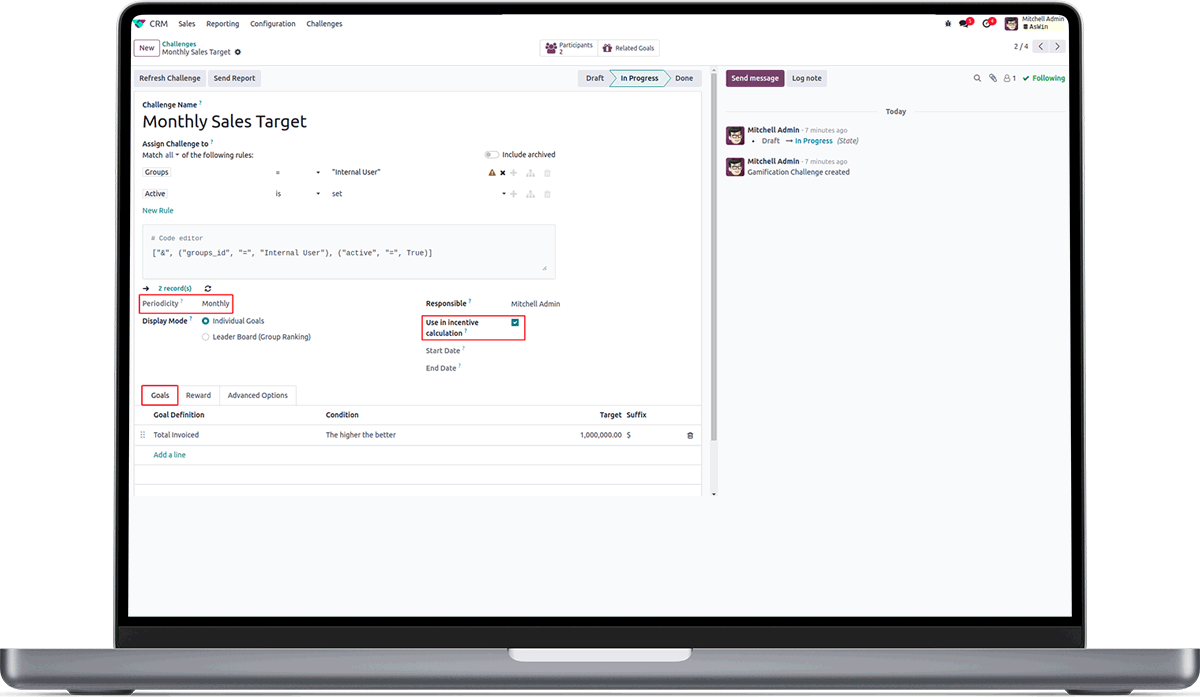 CRM Sales Reporting Configuration Challenges
1 4 Mitchell Admin
AsWin
New Challenges
Monthly Sales Target
Participants
2
Related Goals
2 / 4
Refresh Challenge Send Report Draft In Progress Done
Send message Log note 1 Following
Challenge Name ?
Monthly Sales Target
Assign Challenge to ?
Match all of the following rules:
Include archived
Groups = "Internal User"
Active is set
New Rule
# Code editor
["&", ("groups_id", "=", "Internal User"), ("active", "=", True)]
2 record(s)
Periodicity ? Monthly
Display Mode ? Individual Goals
Leader Board (Group Ranking)
Responsible ? Mitchell Admin
Use in incentive
calculation ?
Start Date ?
End Date ?
Goals Reward Advanced Options
Goal Definition Condition Target Suffix
Total Invoiced The higher the better 1,000,000.00 $
Add a line
Today
Mitchell Admin - 7 minutes ago
• Draft → In Progress (State)
Mitchell Admin - 7 minutes ago
Gamification Challenge created